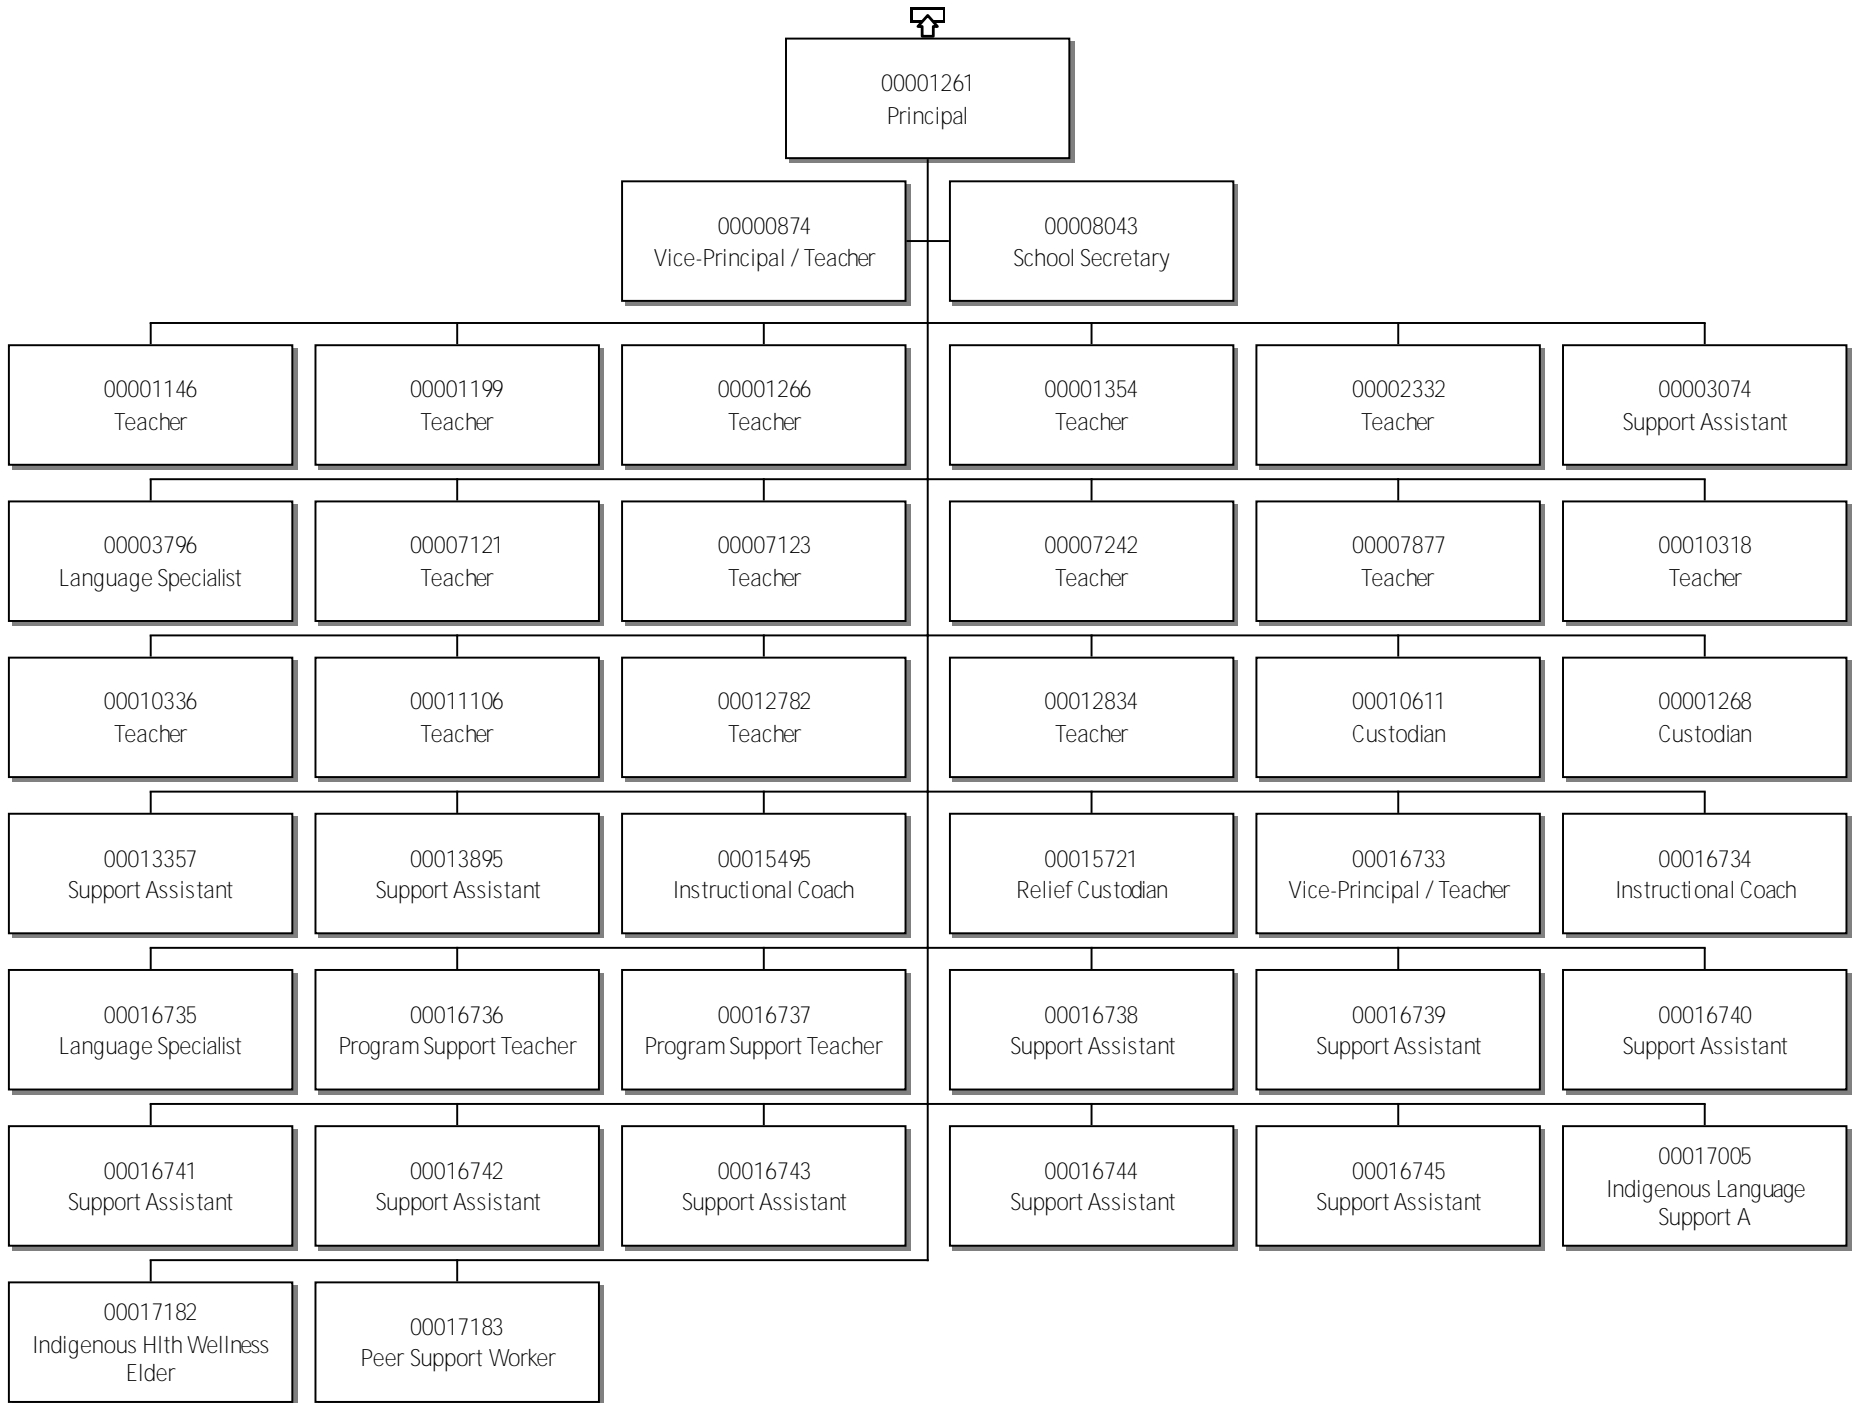 00001261
Principal
00000874
Vice-Principal / Teacher
00008043
School Secretary
00001146
Teacher
00001199
Teacher
00001266
Teacher
00001354
Teacher
00002332
Teacher
00003074
Support Assistant
00003796
Language Specialist
00007121
Teacher
00007123
Teacher
00007242
Teacher
00007877
Teacher
00010318
Teacher
00010336
Teacher
00011106
Teacher
00012782
Teacher
00012834
Teacher
00010611
Custodian
00001268
Custodian
00013357
Support Assistant
00013895
Support Assistant
00015495
Instructional Coach
00015721
Relief Custodian
00016733
Vice-Principal / Teacher
00016734
Instructional Coach
00016735
Language Specialist
00016736
Program Support Teacher
00016737
Program Support Teacher
00016738
Support Assistant
00016739
Support Assistant
00016740
Support Assistant
00016741
Support Assistant
00016742
Support Assistant
00016743
Support Assistant
00016744
Support Assistant
00016745
Support Assistant
00017005
Indigenous Language
Support A
00017182
Indigenous Hlth Wellness
Elder
00017183
Peer Support Worker